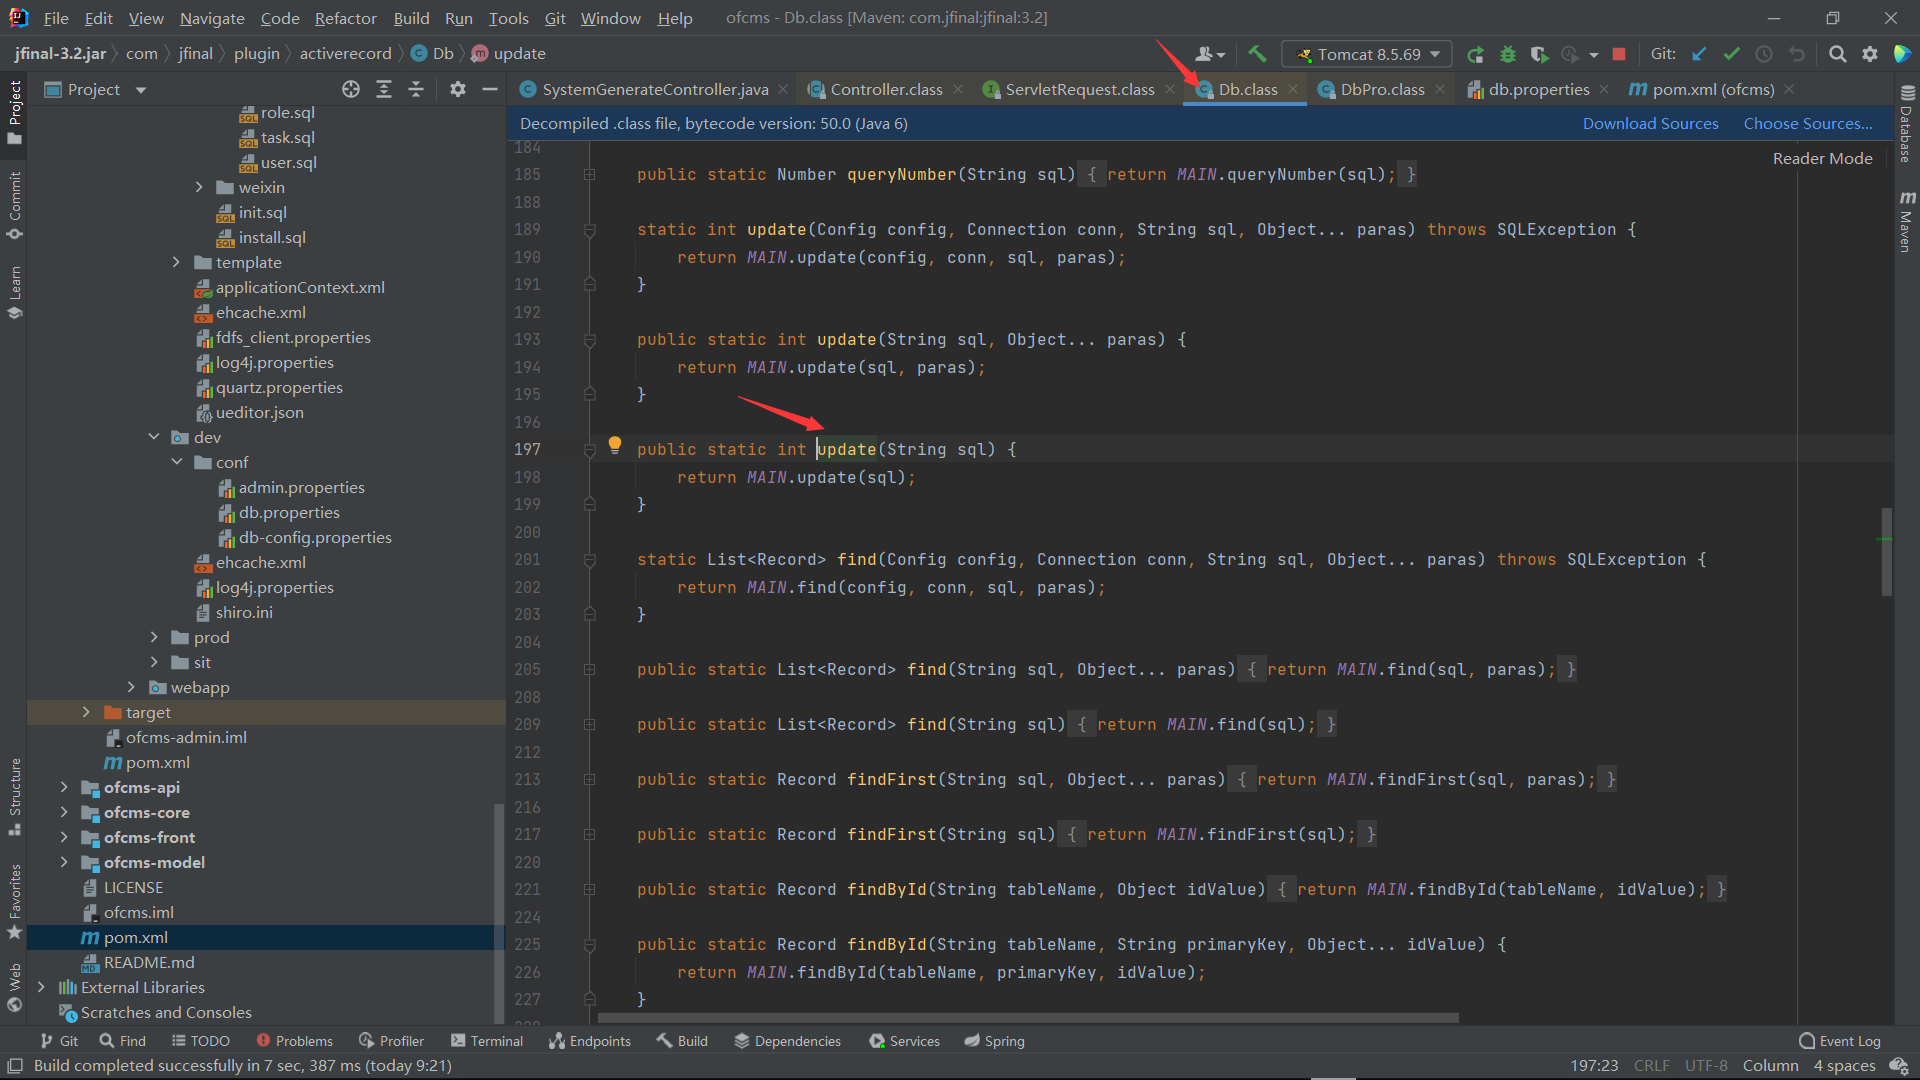 File Edit View Navigate Code Refactor Build Run Tools Git Window Help ofcms - Db.class [Maven: com.jfinal:jfinal:3.2]
jfinal-3.2.jar com jfinal plugin activerecord Db update Tomcat 8.5.69 Git:
Project
SystemGenerateController.java Controller.class ServletRequest.class Db.class DbPro.class db.properties pom.xml (ofcms)
Decompiled .class file, bytecode version: 50.0 (Java 6) Download Sources Choose Sources...
Reader Mode
Project
Commit
Learn
Structure
Favorites
Web
role.sql
task.sql
user.sql
weixin
init.sql
install.sql
template
applicationContext.xml
ehcache.xml
fdfs_client.properties
log4j.properties
quartz.properties
ueditor.json
dev
conf
admin.properties
db.properties
db-config.properties
ehcache.xml
log4j.properties
shiro.ini
prod
sit
webapp
target
ofcms-admin.iml
pom.xml
ofcms-api
ofcms-core
ofcms-front
ofcms-model
LICENSE
ofcms.iml
pom.xml
README.md
External Libraries
Scratches and Consoles
184
185 public static Number queryNumber(String sql) { return MAIN.queryNumber(sql); }
188
189 static int update(Config config, Connection conn, String sql, Object... paras) throws SQLException {
190 return MAIN.update(config, conn, sql, paras);
191 }
192
193 public static int update(String sql, Object... paras) {
194 return MAIN.update(sql, paras);
195 }
196
197 public static int update(String sql) {
198 return MAIN.update(sql);
199 }
200
201 static List<Record> find(Config config, Connection conn, String sql, Object... paras) throws SQLException {
202 return MAIN.find(config, conn, sql, paras);
203 }
204
205 public static List<Record> find(String sql, Object... paras) { return MAIN.find(sql, paras); }
208
209 public static List<Record> find(String sql) { return MAIN.find(sql); }
212
213 public static Record findFirst(String sql, Object... paras) { return MAIN.findFirst(sql, paras); }
216
217 public static Record findFirst(String sql) { return MAIN.findFirst(sql); }
220
221 public static Record findById(String tableName, Object idValue) { return MAIN.findById(tableName, idValue); }
224
225 public static Record findById(String tableName, String primaryKey, Object... idValue) {
226 return MAIN.findById(tableName, primaryKey, idValue);
227 }
Database
Maven
Git Find TODO Problems Profiler Terminal Endpoints Build Dependencies Services Spring Event Log
Build completed successfully in 7 sec, 387 ms (today 9:21) 197:23 CRLF UTF-8 Column 4 spaces